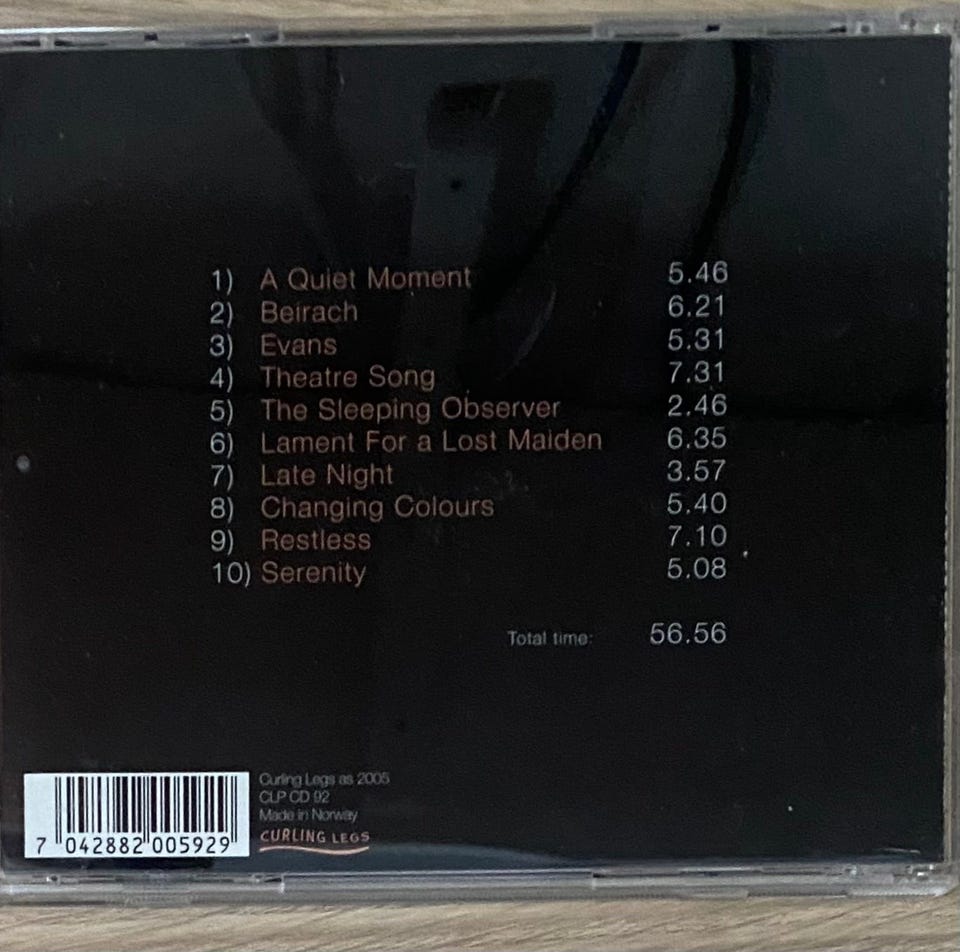 1) A Quiet Moment 5.46
2) Beirach 6.21
3) Evans 5.31
4) Theatre Song 7.31
5) The Sleeping Observer 2.46
6) Lament For a Lost Maiden 6.35
7) Late Night 3.57
8) Changing Colours 5.40
9) Restless 7.10
10) Serenity 5.08
Total time: 56.56
Curling Legs as 2005
CLP CD 92
Made in Norway
CURLING LEGS
7 042882 005929